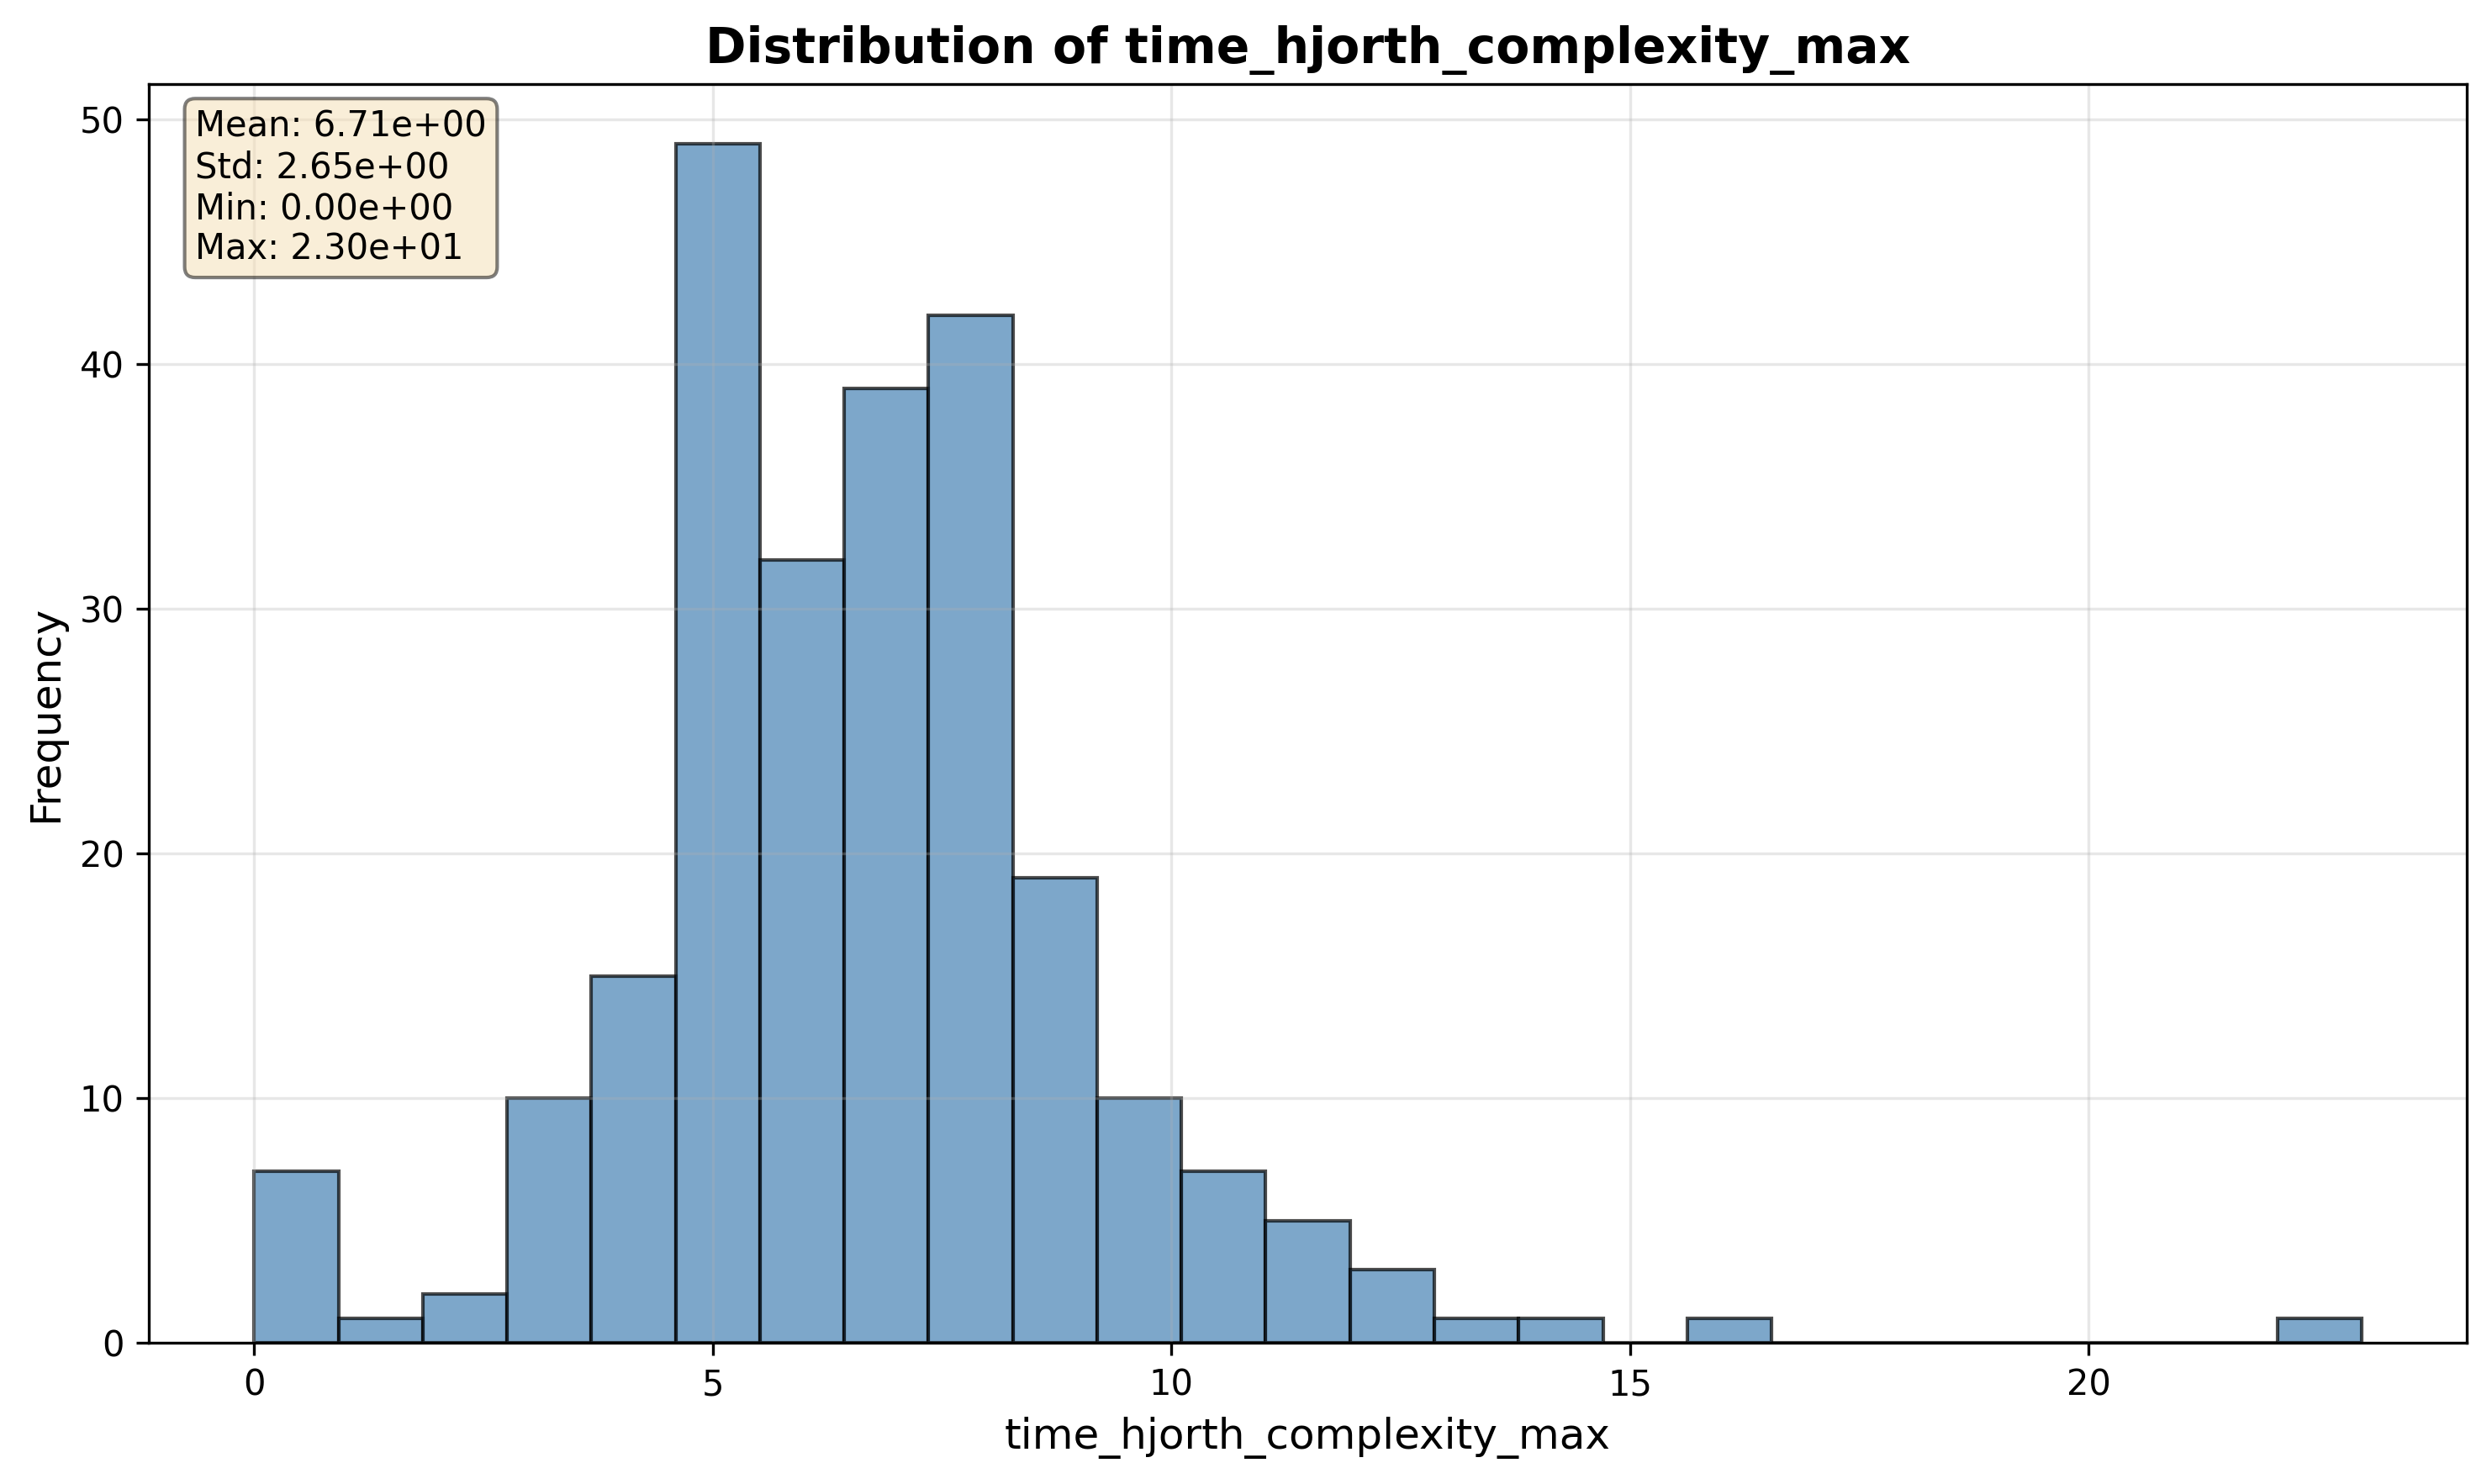 Distribution of time_hjorth_complexity_max
Mean: 6.71e+00
Std: 2.65e+00
Min: 0.00e+00
Max: 2.30e+01
50
40
30
20
10
0
Frequency
0 5 10 15 20
time_hjorth_complexity_max